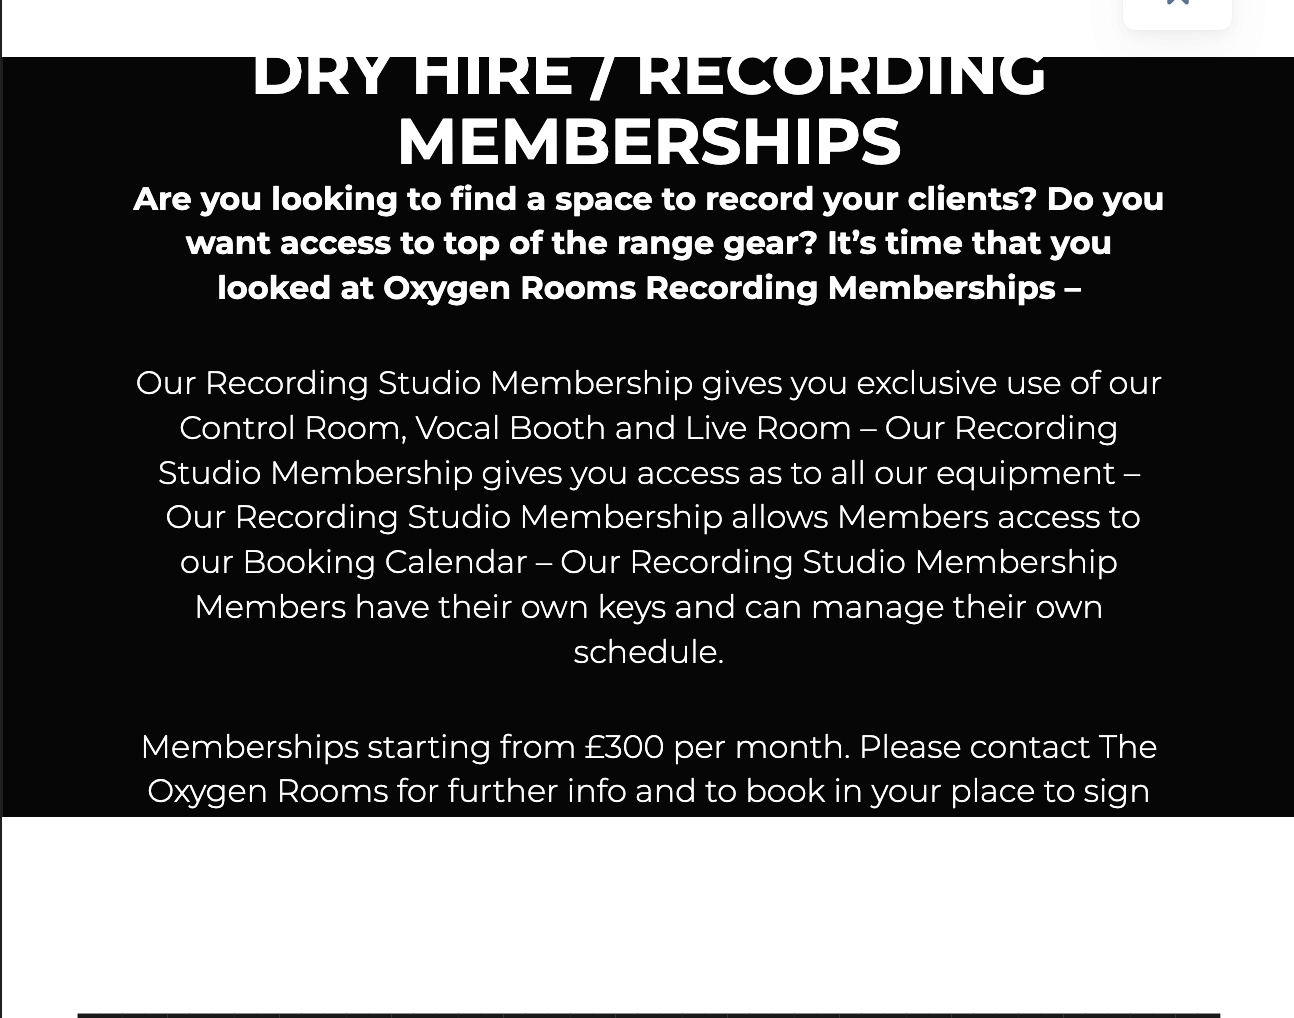 DRY HIRE / RECORDING
MEMBERSHIPS
Are you looking to find a space to record your clients? Do you
want access to top of the range gear? It’s time that you
looked at Oxygen Rooms Recording Memberships –
Our Recording Studio Membership gives you exclusive use of our
Control Room, Vocal Booth and Live Room – Our Recording
Studio Membership gives you access as to all our equipment –
Our Recording Studio Membership allows Members access to
our Booking Calendar – Our Recording Studio Membership
Members have their own keys and can manage their own
schedule.
Memberships starting from £300 per month. Please contact The
Oxygen Rooms for further info and to book in your place to sign